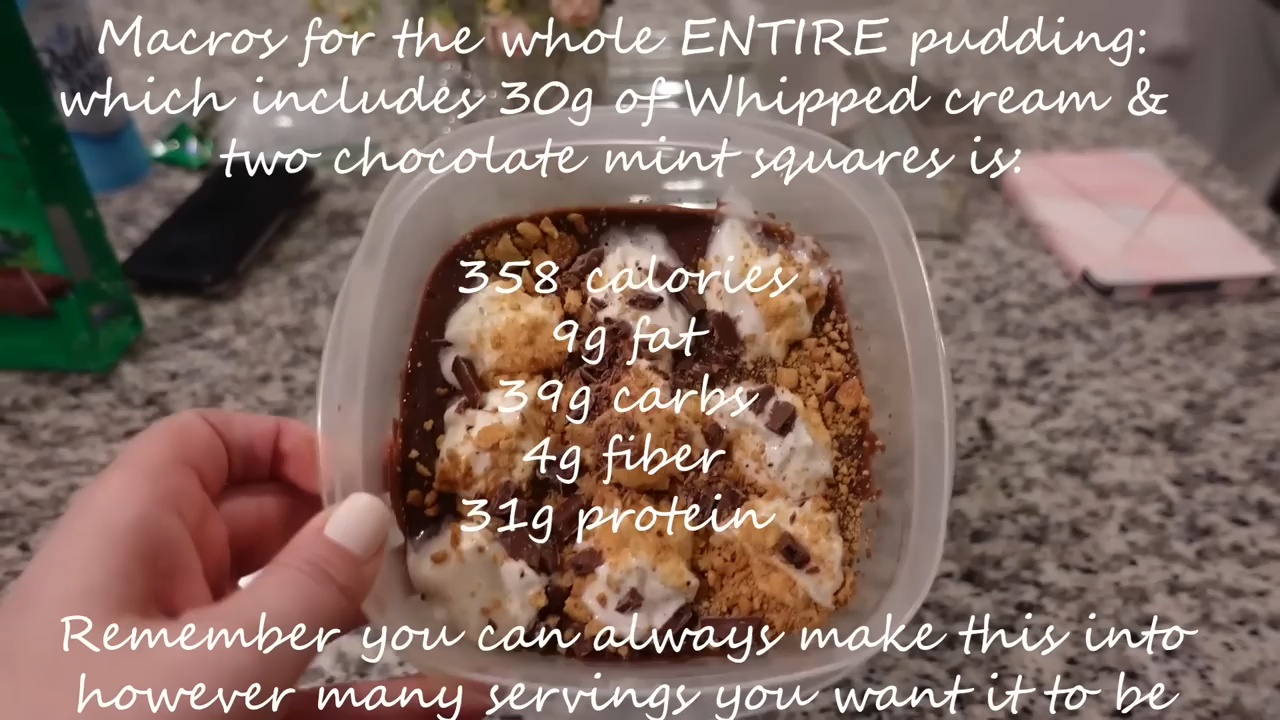 Macros for the whole ENTIRE pudding:
which includes 30g of Whipped cream &
two chocolate mint squares is:
358 calories
9g fat
39g carbs
4g fiber
31g protein
Remember you can always make this into
however many servings you want it to be